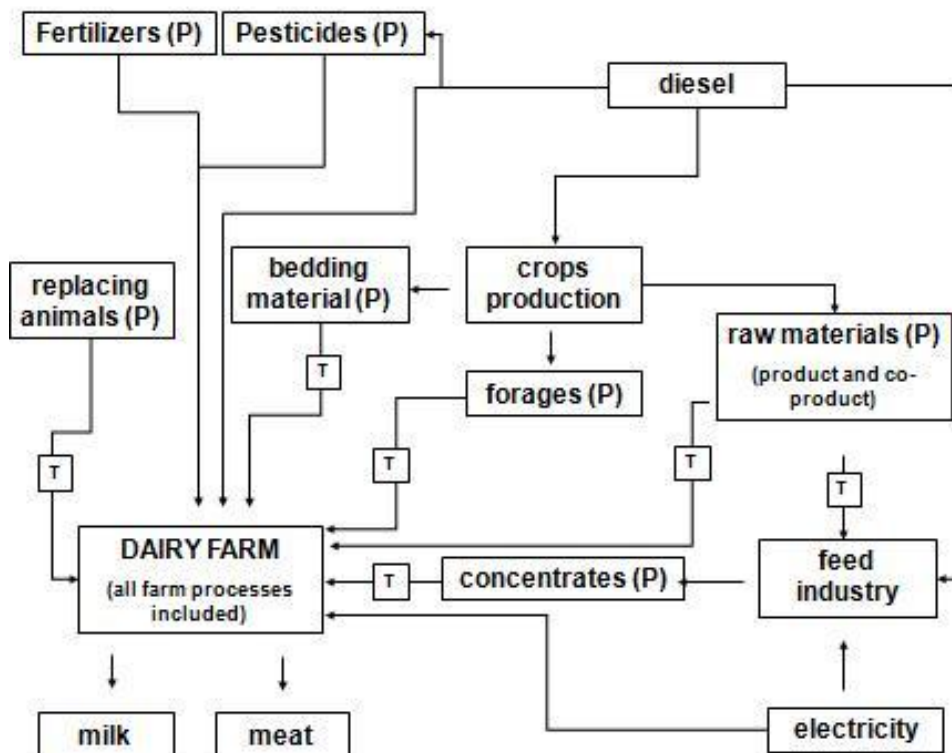 Fertilizers (P)
Pesticides (P)
diesel
replacing
animals (P)
bedding
material (P)
crops
production
raw materials (P)
(product and co-
product)
T
forages (P)
T
T
T
T
DAIRY FARM
(all farm processes
included)
T
concentrates (P)
feed
industry
milk
meat
electricity